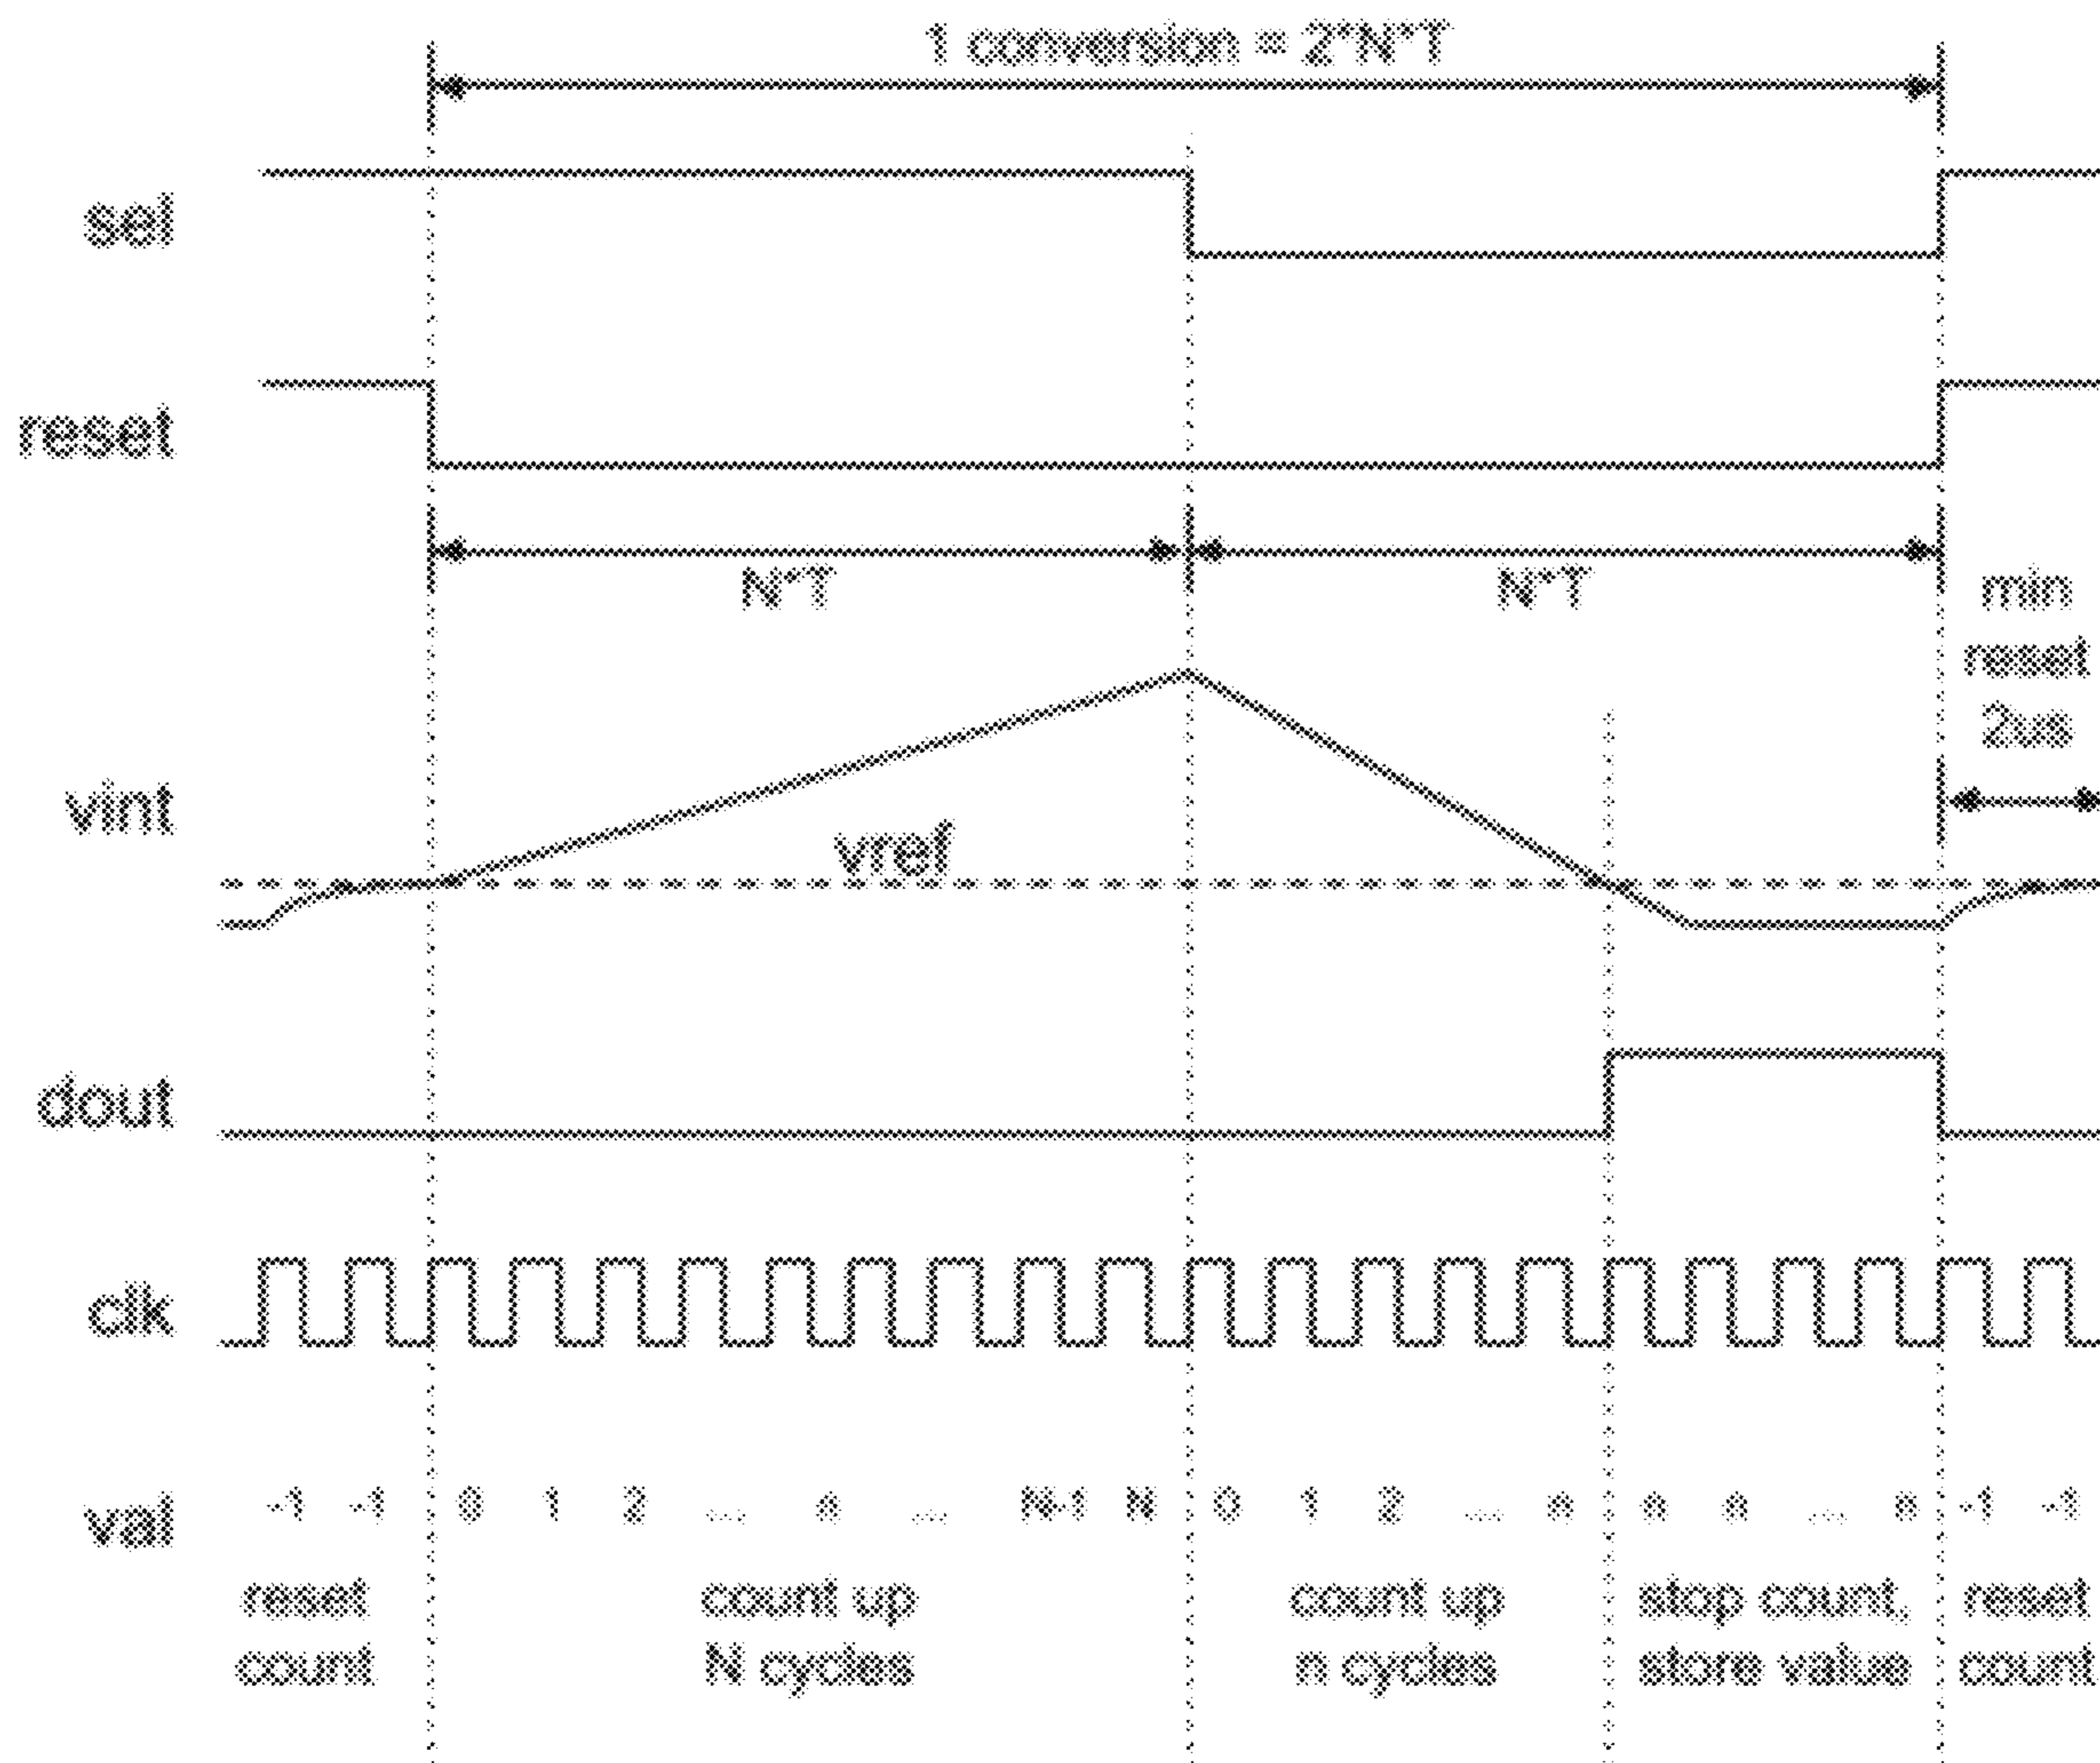 1 conversion = 2*N*T
sel
reset
N*T N*T
min
reset
2us
vint
vref
dout
clk
val -1 -1 0 1 2 ... n ... N-1 N 0 1 2 ... n n n ... n -1 -1
reset count up count up stop count, reset
count N cycles n cycles store value count